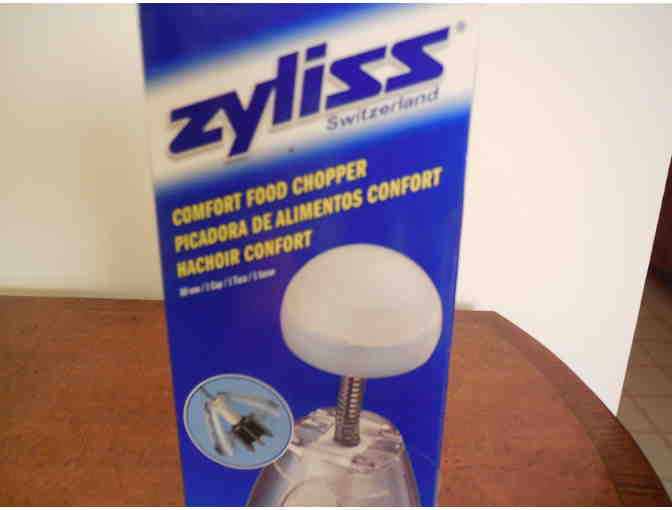 zyliss®
Switzerland
COMFORT FOOD CHOPPER
PICADORA DE ALIMENTOS CONFORT
HACHOIR CONFORT